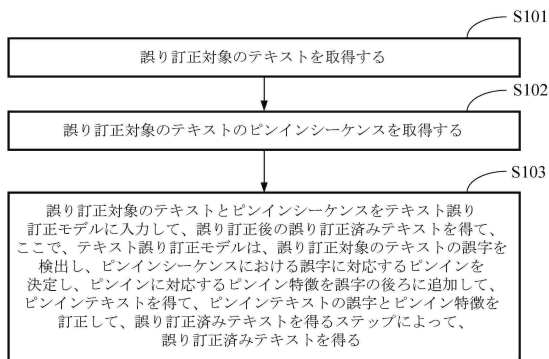 S101
誤り訂正対象のテキストを取得する
S102
誤り訂正対象のテキストのピンインシーケンスを取得する
S103
誤り訂正対象のテキストとピンインシーケンスをテキスト誤り
訂正モデルに入力して、誤り訂正後の誤り訂正済みテキストを得て、
ここで、テキスト誤り訂正モデルは、誤り訂正対象のテキストの誤字を
検出し、ピンインシーケンスにおける誤字に対応するピンインを
決定し、ピンインに対応するピンイン特徴を誤字の後ろに追加して、
ピンインテキストを得て、ピンインテキストの誤字とピンイン特徴を
訂正して、誤り訂正済みテキストを得るステップによって、
誤り訂正済みテキストを得る